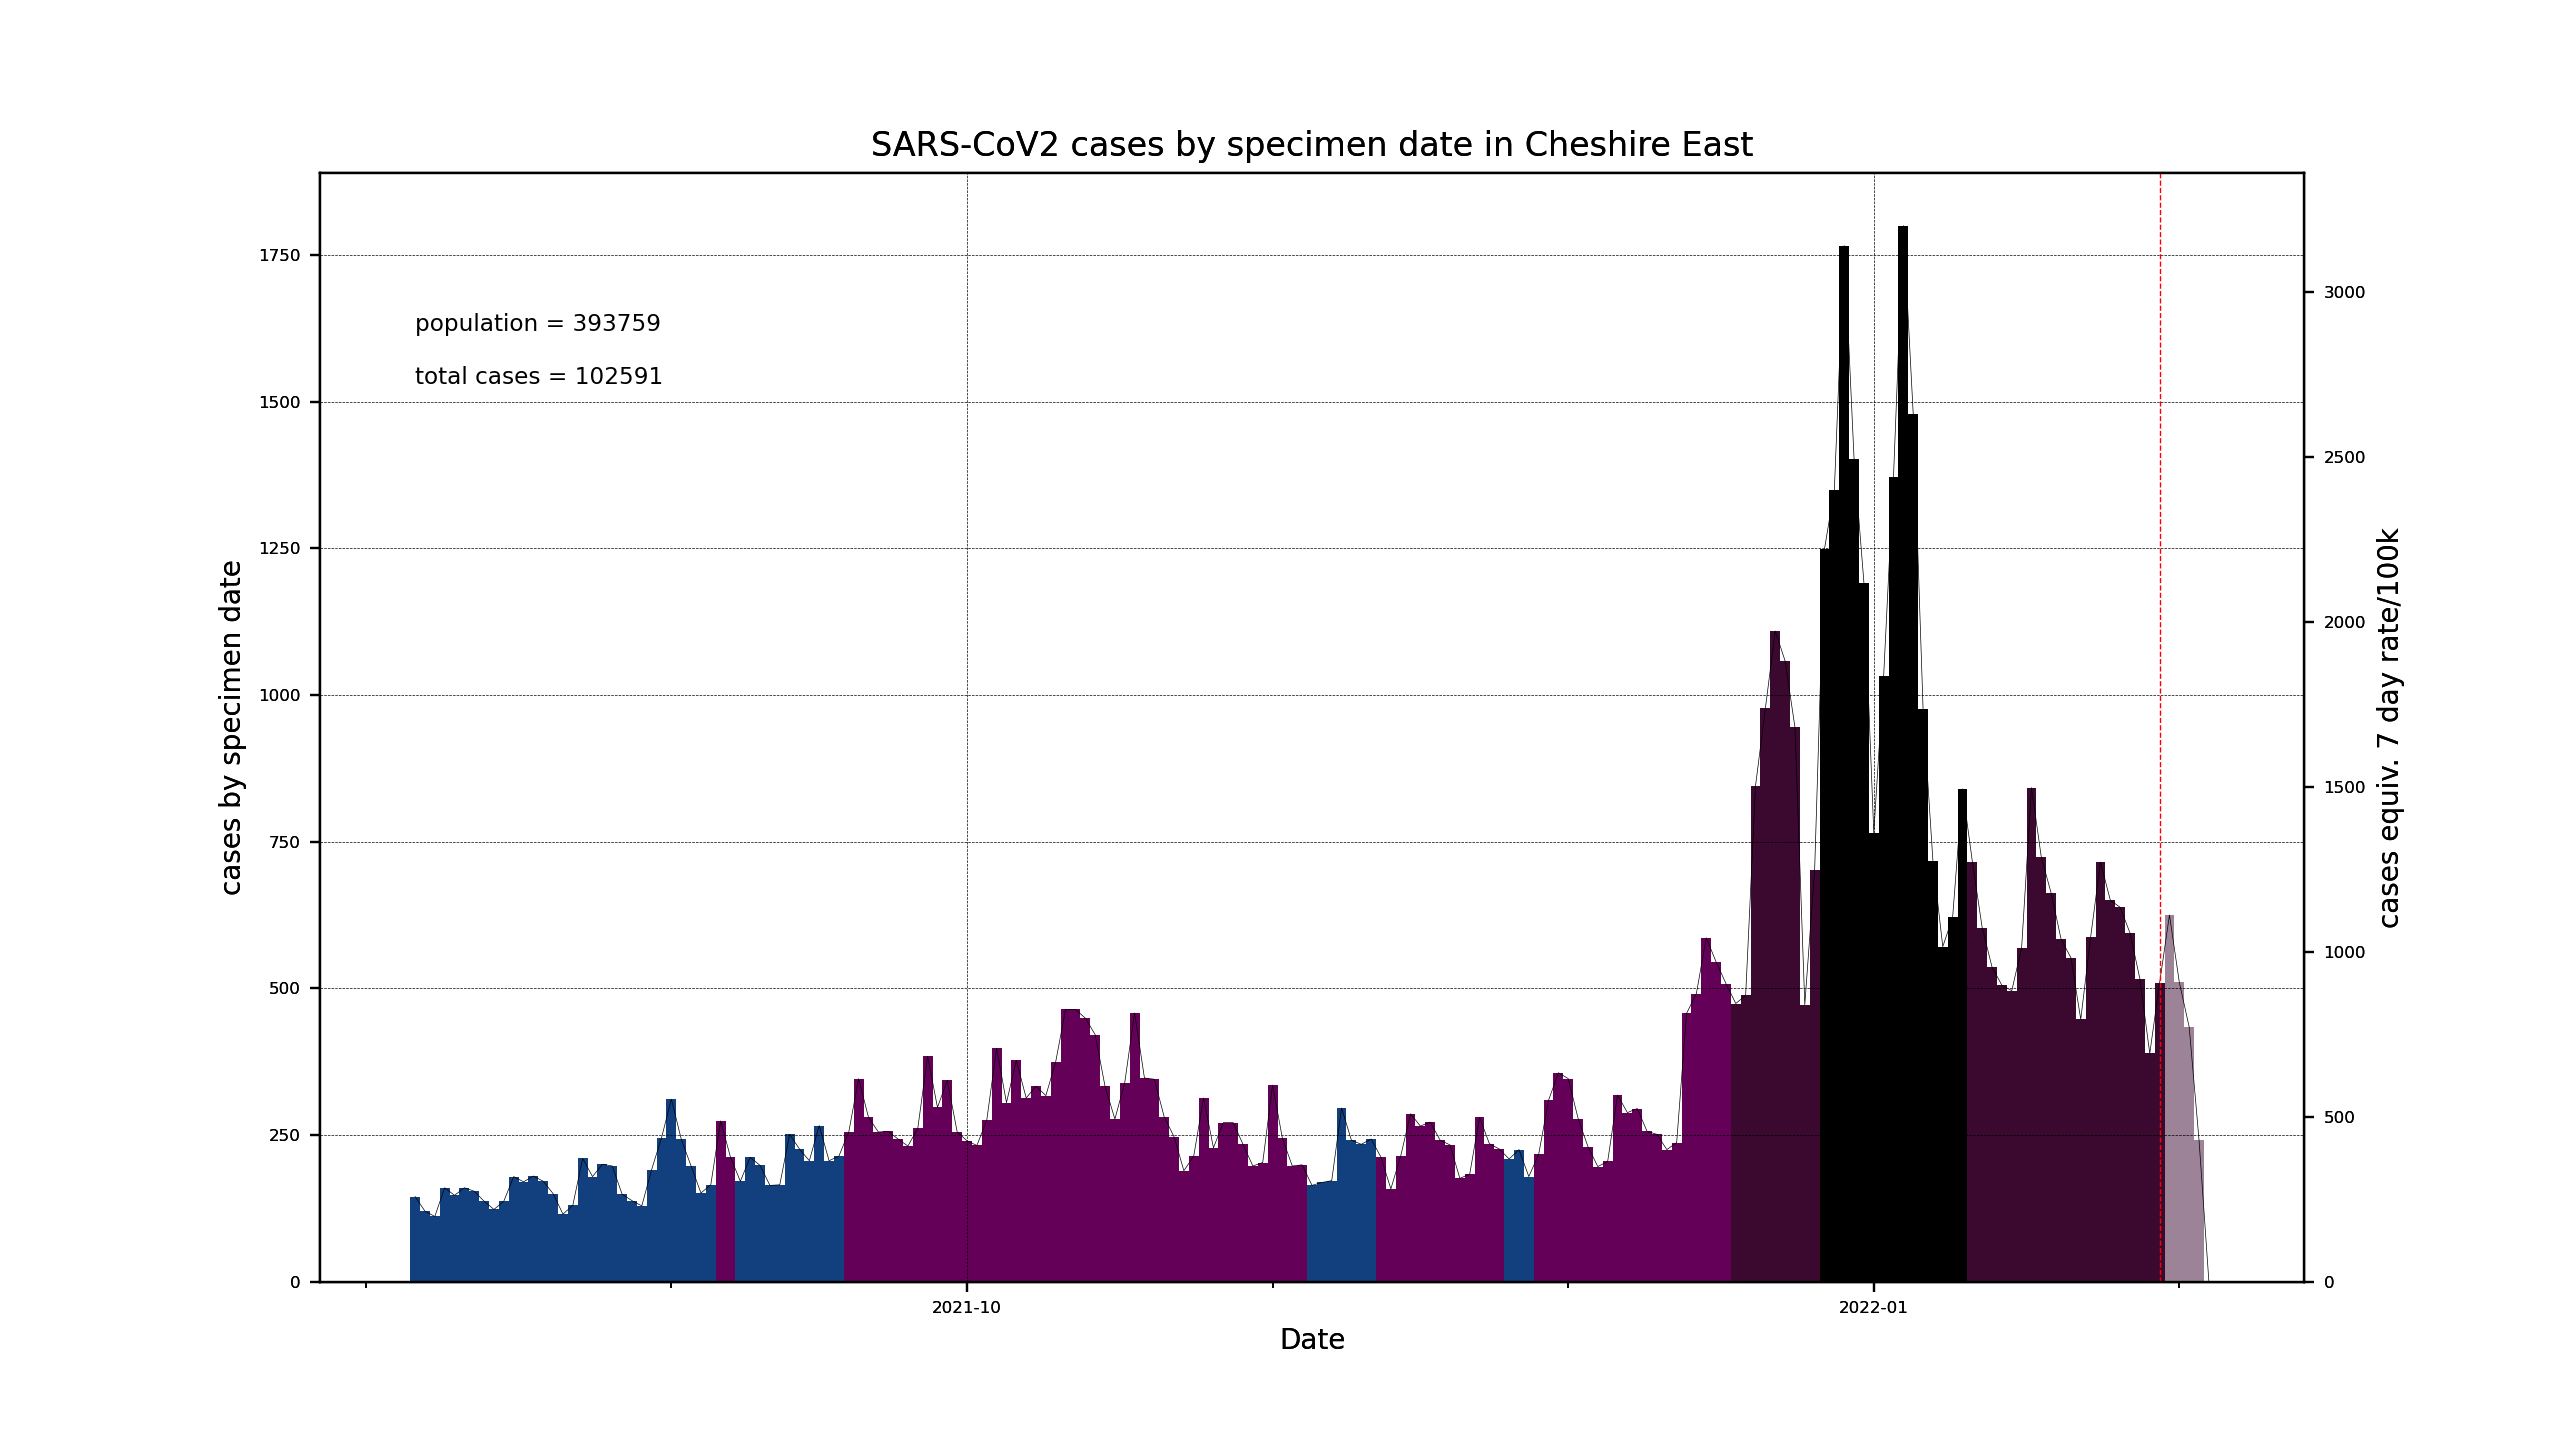 SARS-CoV2 cases by specimen date in Cheshire East
population = 393759
total cases = 102591
cases by specimen date
1750
1500
1250
1000
750
500
250
0
3000
2500
2000
1500
1000
500
0
cases equiv. 7 day rate/100k
2021-10
2022-01
Date